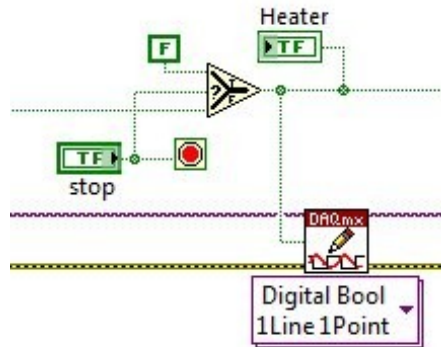 Heater
F
TF
?
T
F
TF
stop
DAQmx
Digital Bool
1Line 1Point